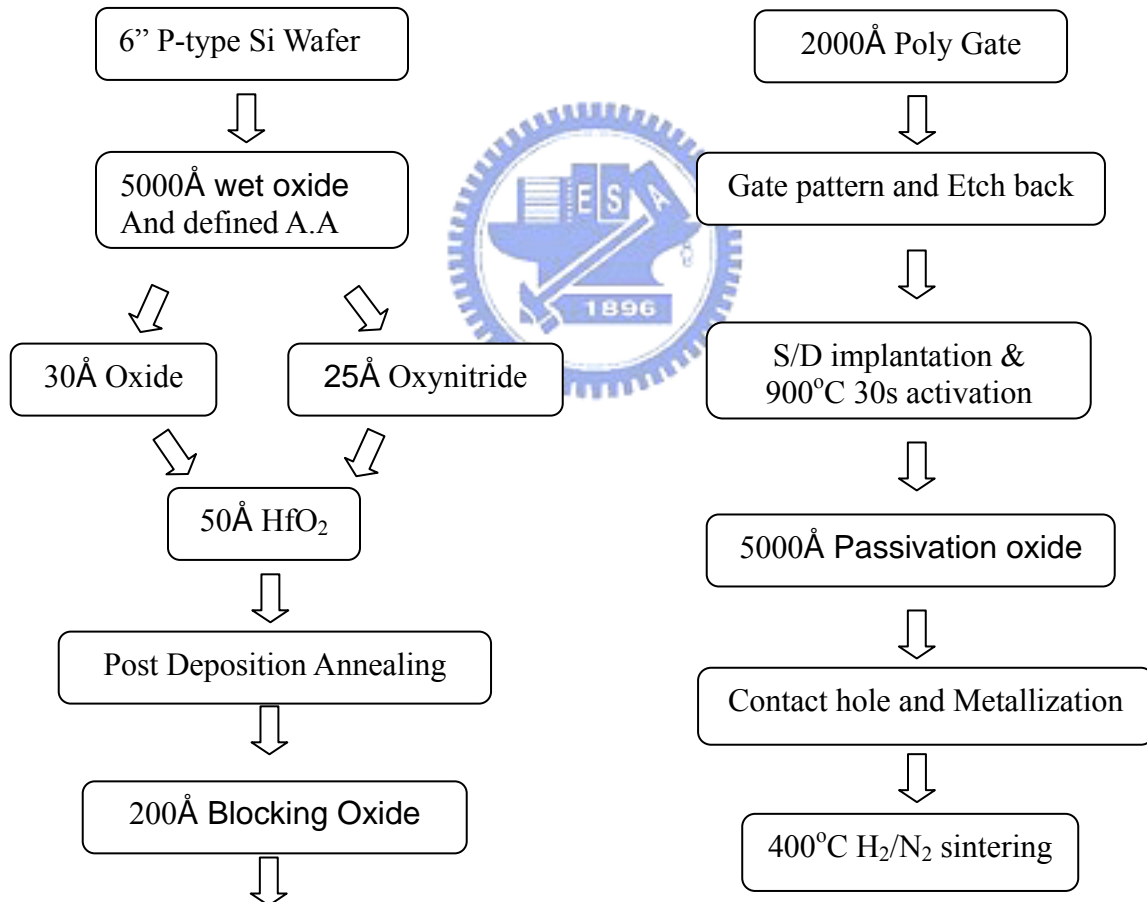 6” P-type Si Wafer
5000Å wet oxide
And defined A.A
30Å Oxide
25Å Oxynitride
50Å HfO₂
Post Deposition Annealing
200Å Blocking Oxide
2000Å Poly Gate
Gate pattern and Etch back
S/D implantation &
900°C 30s activation
5000Å Passivation oxide
Contact hole and Metallization
400°C H₂/N₂ sintering
E S A
1896